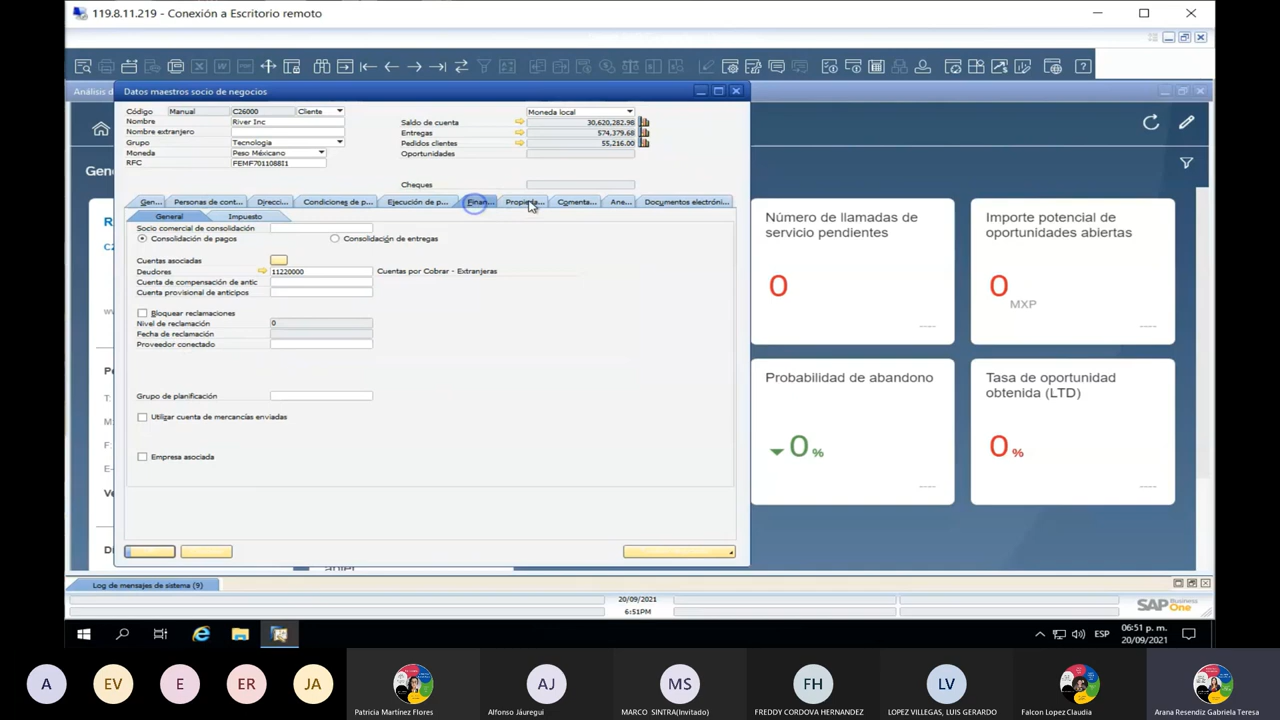 119.8.11.219 - Conexión a Escritorio remoto
Datos maestros socio de negocios
Análisis d
Código Manual C26000 Cliente
Nombre River Inc
Nombre extranjero
Grupo Tecnologia
Moneda Peso Méxicano
RFC FEMF7011088I1
Moneda local
Saldo de cuenta 30,620,282.98
Entregas 574,379.68
Pedidos clientes 55,216.00
Oportunidades
Cheques
Gen... Personas de cont... Direcci... Condiciones de p... Ejecución de p... Finan... Propieda... Comenta... Ane... Documentos electróni...
General Impuesto
Socio comercial de consolidación
Consolidación de pagos Consolidación de entregas
Cuentas asociadas
Deudores 11220000 Cuentas por Cobrar - Extranjeras
Cuenta de compensación de antic
Cuenta provisional de anticipos
Bloquear reclamaciones
Nivel de reclamación 0
Fecha de reclamación
Proveedor conectado
Grupo de planificación
Utilizar cuenta de mercancías enviadas
Empresa asociada
Número de llamadas de
servicio pendientes
0
----
Importe potencial de
oportunidades abiertas
0
MXP
----
Probabilidad de abandono
0 %
----
Tasa de oportunidad
obtenida (LTD)
0 %
----
Log de mensajes de sistema (9)
20/09/2021
6:51PM
SAP Business One
ESP
06:51 p. m.
20/09/2021
A EV E ER JA AJ MS FH LV
Patricia Martinez Flores
Alfonso Jáuregui
MARCO SINTRA(Invitado)
FREDDY CORDOVA HERNANDEZ
LOPEZ VILLEGAS, LUIS GERARDO
Falcon Lopez Claudia
Arana Resendiz Gabriela Teresa